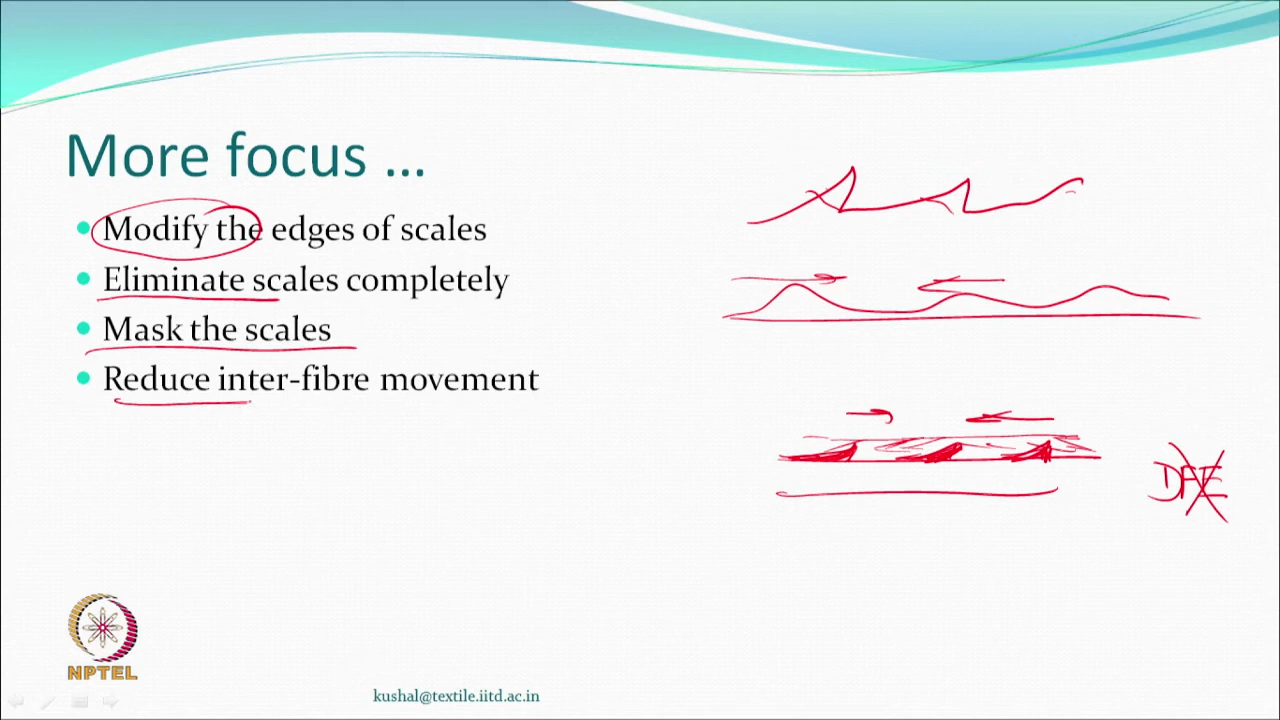 More focus ...
Modify the edges of scales
Eliminate scales completely
Mask the scales
Reduce inter-fibre movement
DFE
NPTEL
kushal@textile.iitd.ac.in